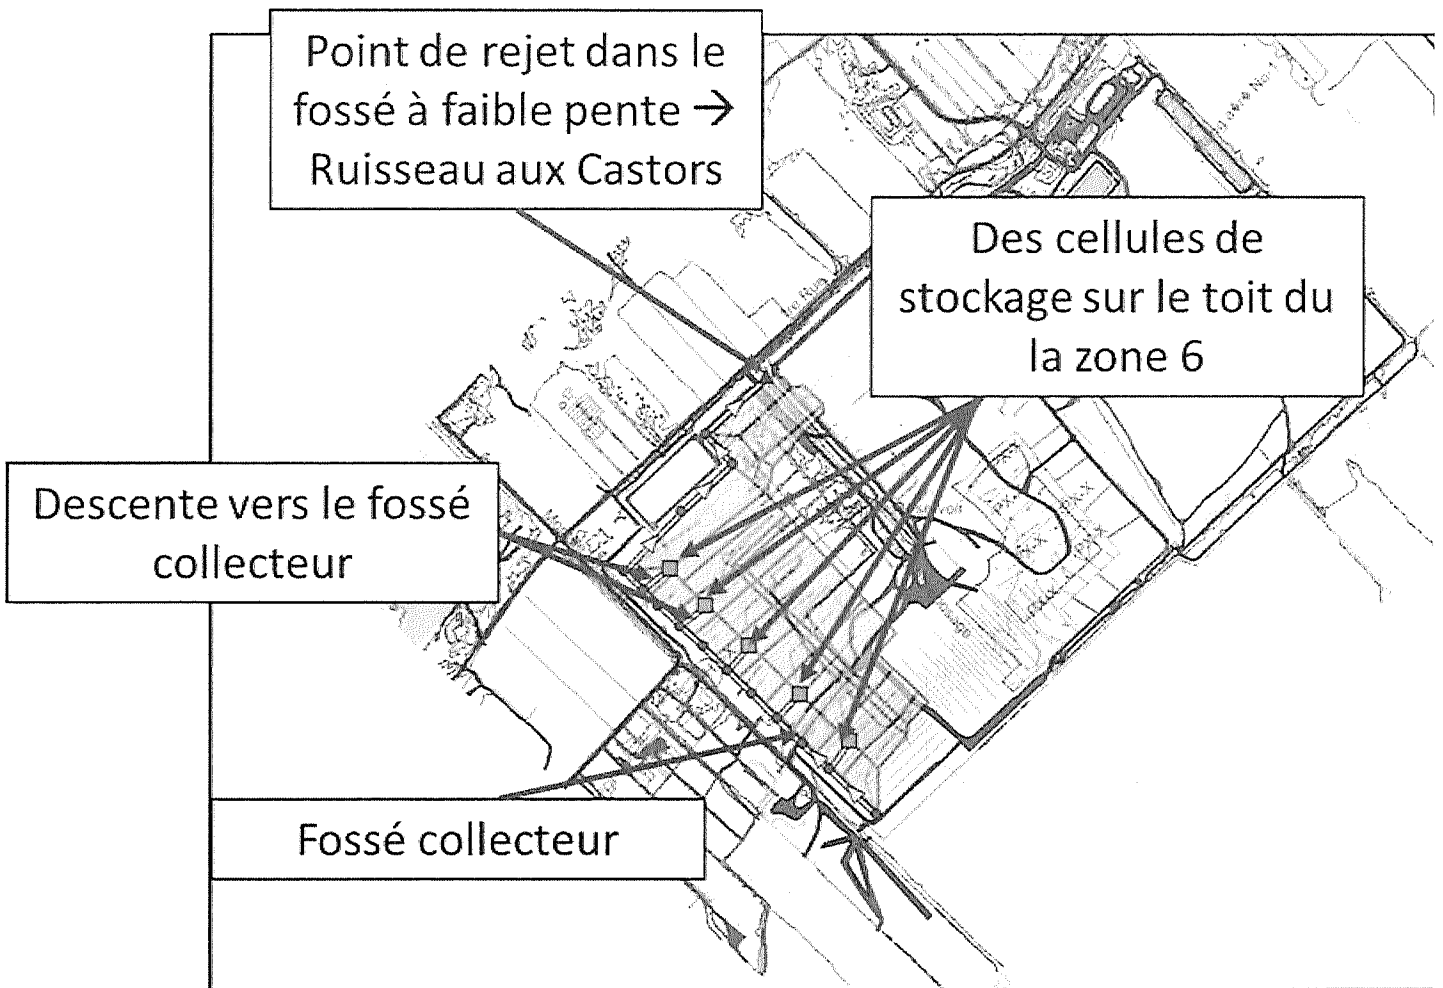 Point de rejet dans le
fossé à faible pente →
Ruisseau aux Castors
Des cellules de
stockage sur le toit du
la zone 6
Descente vers le fossé
collecteur
Fossé collecteur